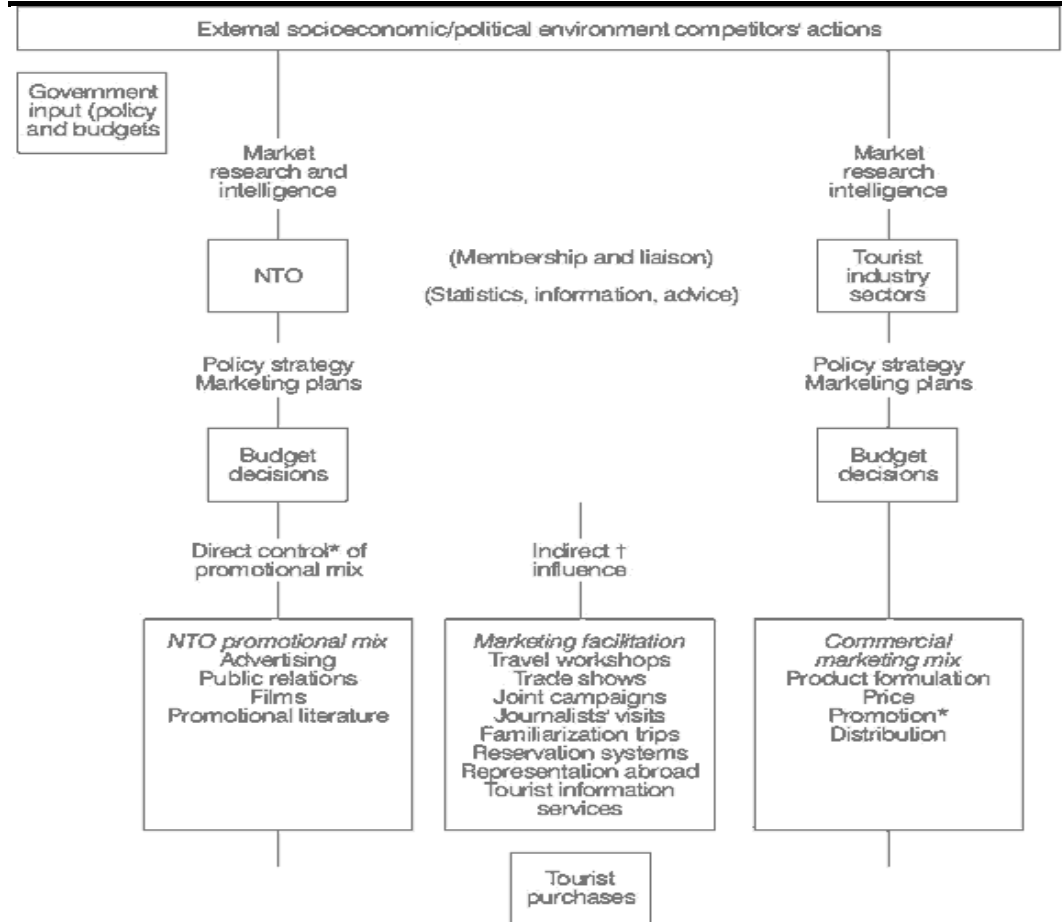 External socioeconomic/political environment competitors' actions
Government
input (policy
and budgets
Market
research and
intelligence
Market
research
intelligence
NTO
(Membership and liaison)
(Statistics, information, advice)
Tourist
industry
sectors
Policy strategy
Marketing plans
Policy strategy
Marketing plans
Budget
decisions
Budget
decisions
Direct control* of
promotional mix
Indirect †
influence
NTO promotional mix
Advertising
Public relations
Films
Promotional literature
Marketing facilitation
Travel workshops
Trade shows
Joint campaigns
Journalists' visits
Familiarization trips
Reservation systems
Representation abroad
Tourist information
services
Commercial
marketing mix
Product formulation
Price
Promotion*
Distribution
Tourist
purchases